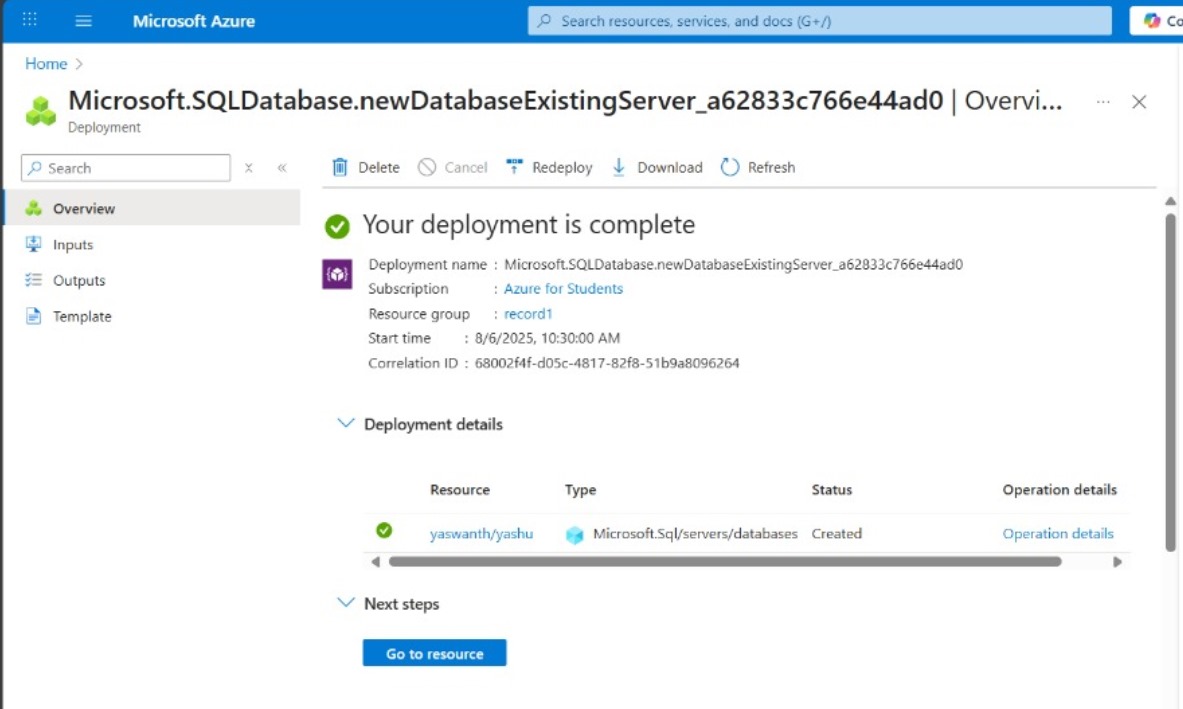 Microsoft Azure
Search resources, services, and docs (G+/)
Co
Home
Microsoft.SQLDatabase.newDatabaseExistingServer_a62833c766e44ad0 | Overvi...
Deployment
Search
Delete
Cancel
Redeploy
Download
Refresh
Overview
Inputs
Outputs
Template
Your deployment is complete
Deployment name : Microsoft.SQLDatabase.newDatabaseExistingServer_a62833c766e44ad0
Subscription : Azure for Students
Resource group : record1
Start time : 8/6/2025, 10:30:00 AM
Correlation ID : 68002f4f-d05c-4817-82f8-51b9a8096264
Deployment details
Resource Type Status Operation details
yaswanth/yashu Microsoft.Sql/servers/databases Created Operation details
Next steps
Go to resource